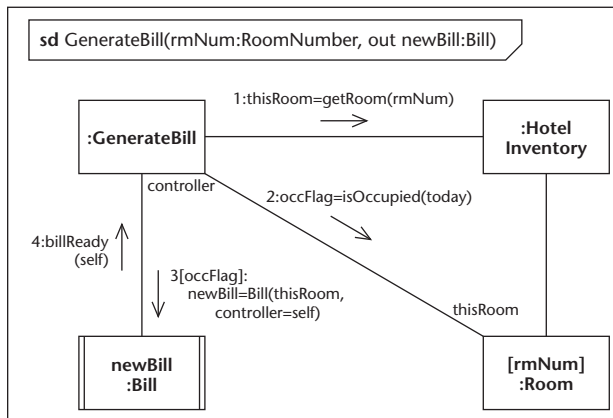 sd GenerateBill(rmNum:RoomNumber, out newBill:Bill)
1:thisRoom=getRoom(rmNum)
:GenerateBill
:Hotel
Inventory
controller
2:occFlag=isOccupied(today)
4:billReady
(self)
3[occFlag]:
newBill=Bill(thisRoom,
controller=self)
thisRoom
newBill
:Bill
[rmNum]
:Room